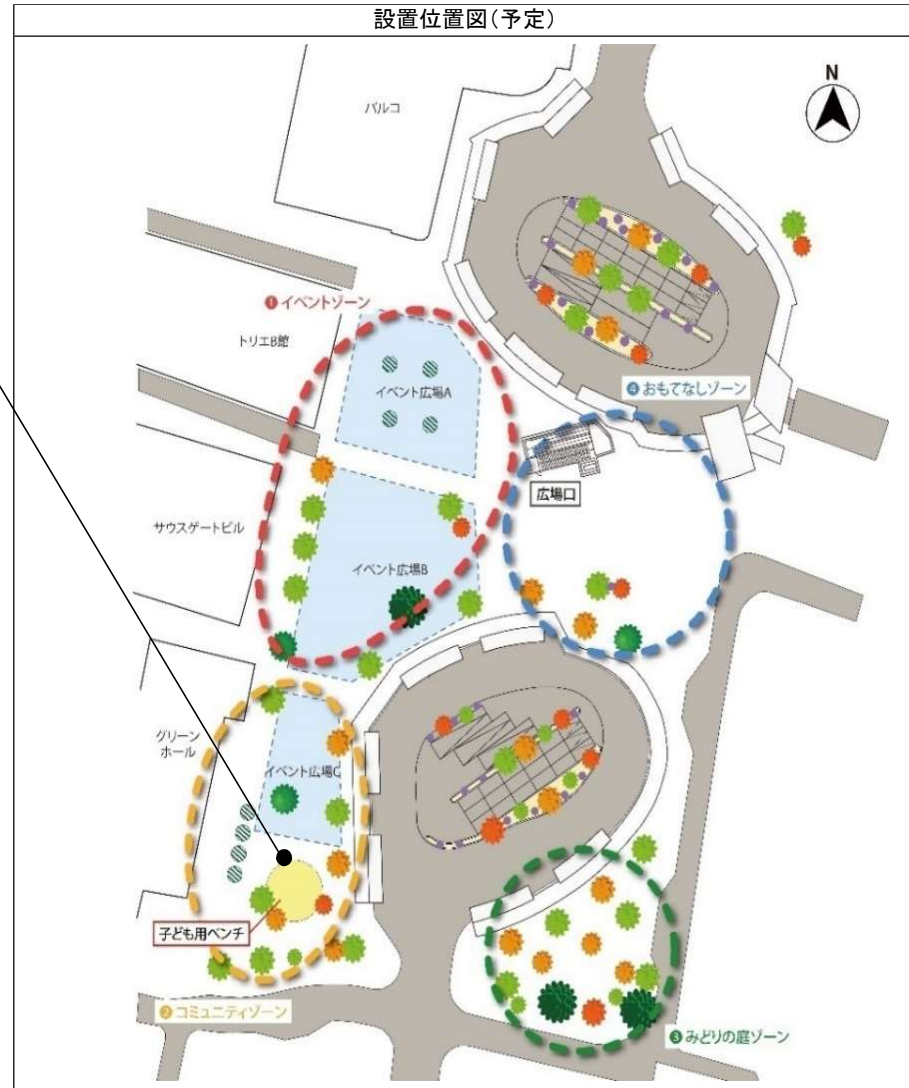 設置位置図(予定)
N
パルコ
❶イベントゾーン
トリエB館
イベント広場A
❹おもてなしゾーン
広場口
サウスゲートビル
イベント広場B
グリーン
ホール
イベント広場C
子ども用ベンチ
❷コミュニティゾーン
❸みどりの庭ゾーン